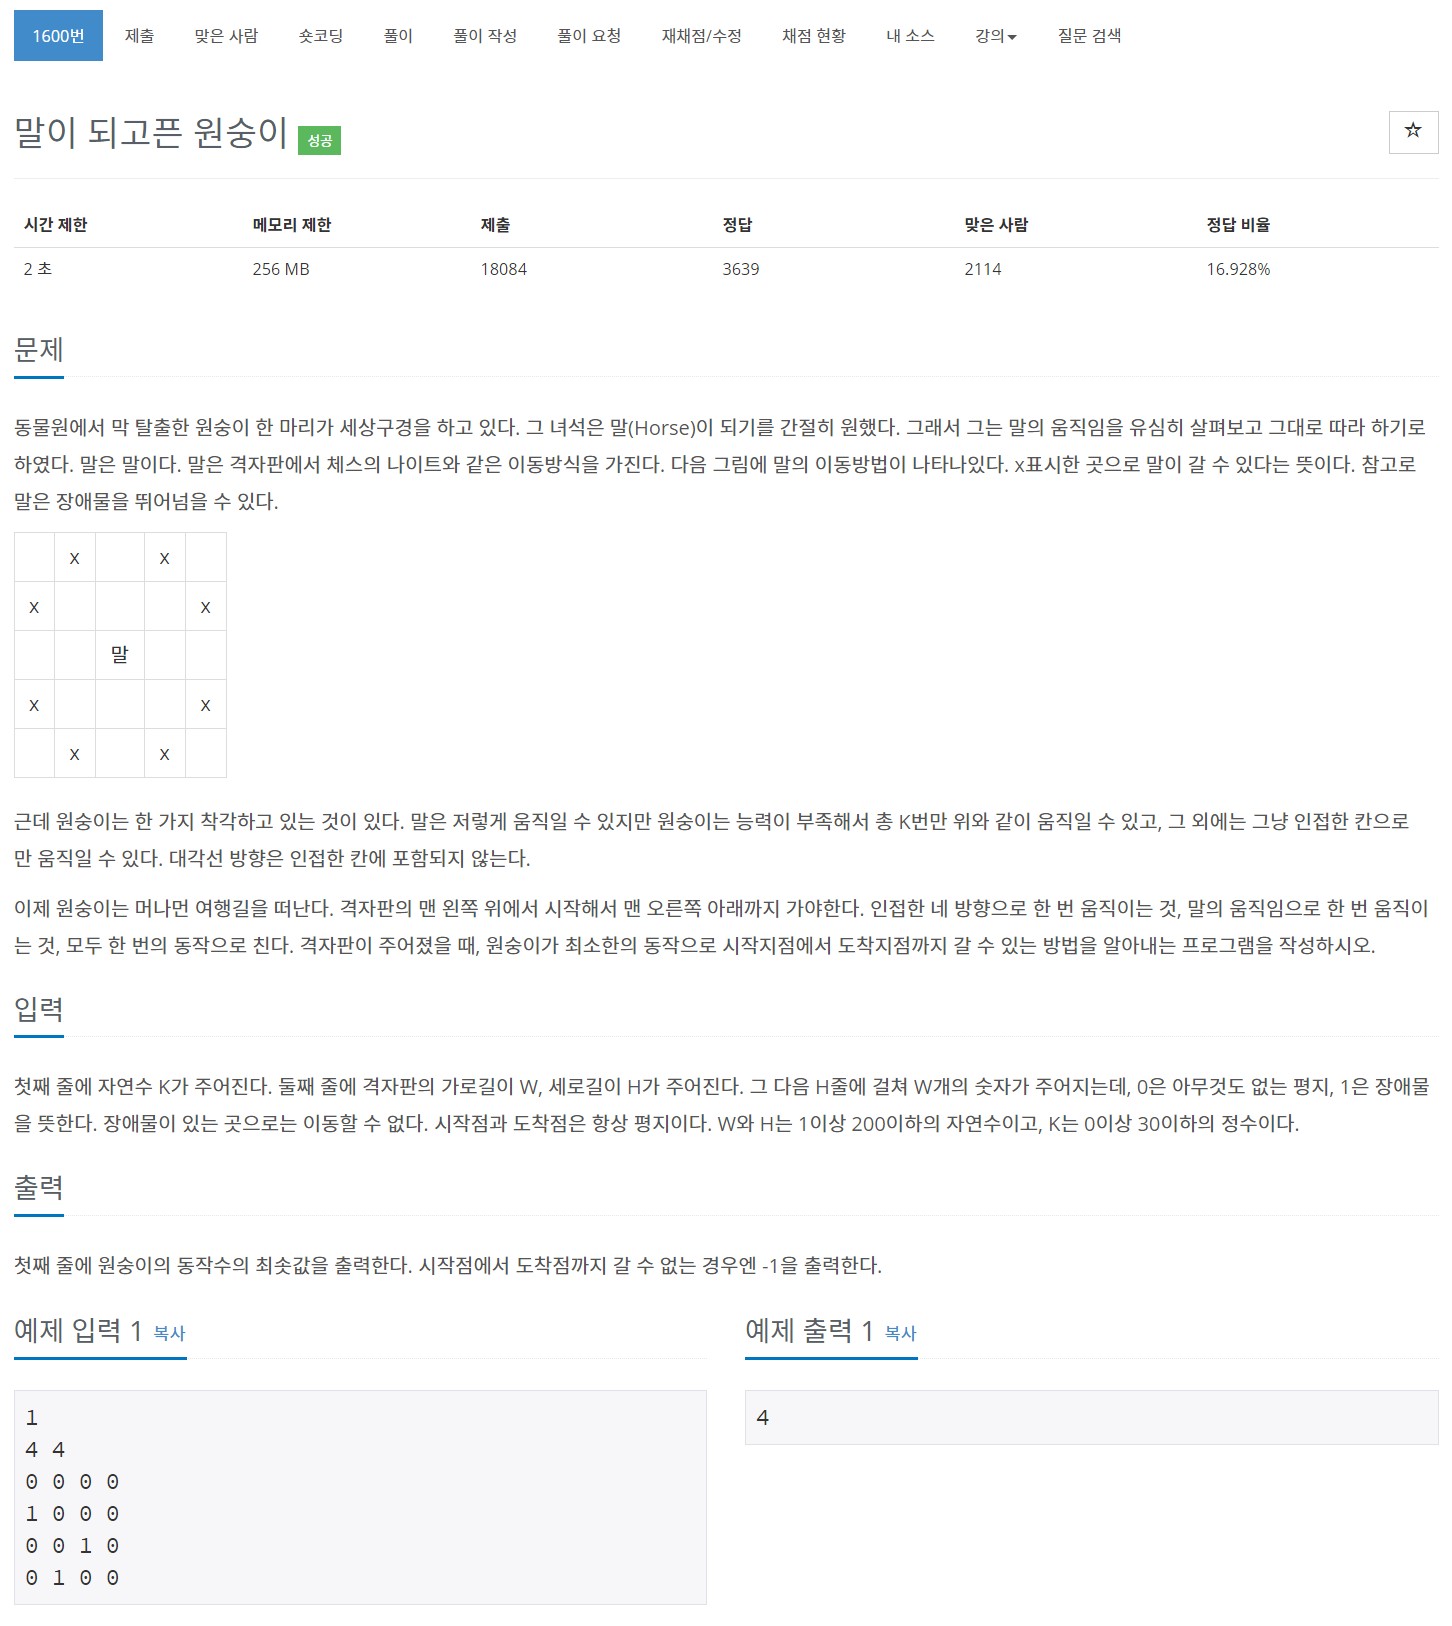 1600번 제출 맞은 사람 숏코딩 풀이 풀이 작성 풀이 요청 재채점/수정 채점 현황 내 소스 강의 질문 검색
말이 되고픈 원숭이 성공
시간 제한 메모리 제한 제출 정답 맞은 사람 정답 비율
2 초 256 MB 18084 3639 2114 16.928%
문제
동물원에서 막 탈출한 원숭이 한 마리가 세상구경을 하고 있다. 그 녀석은 말(Horse)이 되기를 간절히 원했다. 그래서 그는 말의 움직임을 유심히 살펴보고 그대로 따라 하기로
하였다. 말은 말이다. 말은 격자판에서 체스의 나이트와 같은 이동방식을 가진다. 다음 그림에 말의 이동방법이 나타나있다. x표시한 곳으로 말이 갈 수 있다는 뜻이다. 참고로
말은 장애물을 뛰어넘을 수 있다.
x x
x x
말
x x
x x
근데 원숭이는 한 가지 착각하고 있는 것이 있다. 말은 저렇게 움직일 수 있지만 원숭이는 능력이 부족해서 총 K번만 위와 같이 움직일 수 있고, 그 외에는 그냥 인접한 칸으로
만 움직일 수 있다. 대각선 방향은 인접한 칸에 포함되지 않는다.
이제 원숭이는 머나먼 여행길을 떠난다. 격자판의 맨 왼쪽 위에서 시작해서 맨 오른쪽 아래까지 가야한다. 인접한 네 방향으로 한 번 움직이는 것, 말의 움직임으로 한 번 움직이
는 것, 모두 한 번의 동작으로 친다. 격자판이 주어졌을 때, 원숭이가 최소한의 동작으로 시작지점에서 도착지점까지 갈 수 있는 방법을 알아내는 프로그램을 작성하시오.
입력
첫째 줄에 자연수 K가 주어진다. 둘째 줄에 격자판의 가로길이 W, 세로길이 H가 주어진다. 그 다음 H줄에 걸쳐 W개의 숫자가 주어지는데, 0은 아무것도 없는 평지, 1은 장애물
을 뜻한다. 장애물이 있는 곳으로는 이동할 수 없다. 시작점과 도착점은 항상 평지이다. W와 H는 1이상 200이하의 자연수이고, K는 0이상 30이하의 정수이다.
출력
첫째 줄에 원숭이의 동작수의 최솟값을 출력한다. 시작점에서 도착점까지 갈 수 없는 경우엔 -1을 출력한다.
예제 입력 1 복사
1
4 4
0 0 0 0
1 0 0 0
0 0 1 0
0 1 0 0
예제 출력 1 복사
4